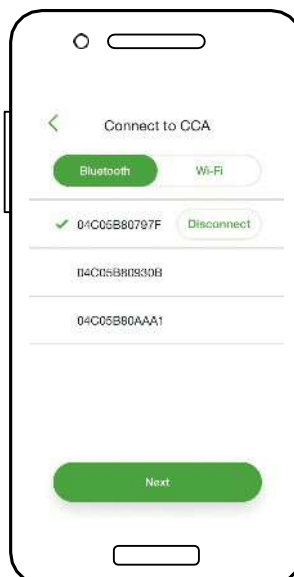 Connect to CCA
Bluetooth Wi-Fi
04C05B80797F Disconnect
04C05B80930B
04C05B80AAA1
Next